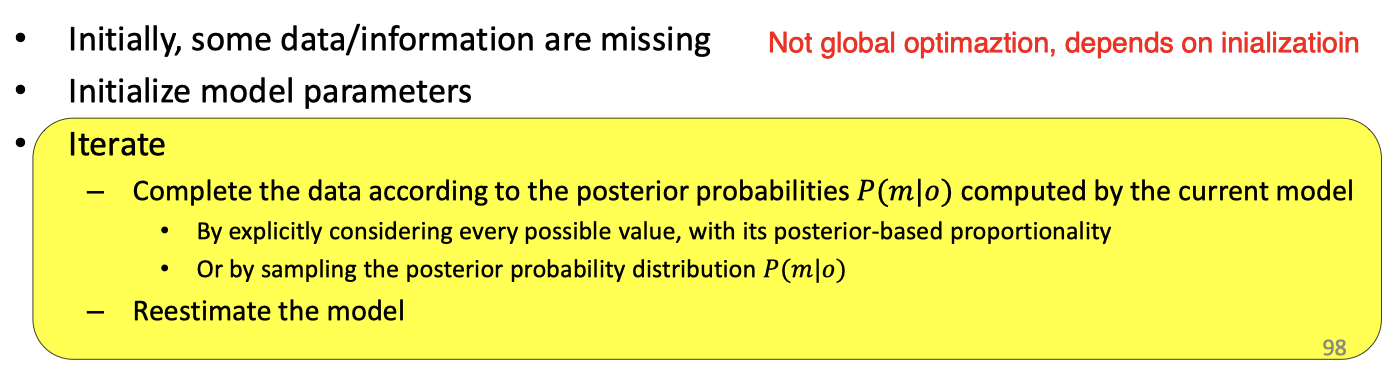 • Initially, some data/information are missing Not global optimaztion, depends on inializatioin
• Initialize model parameters
• Iterate
– Complete the data according to the posterior probabilities P(m|o) computed by the current model
• By explicitly considering every possible value, with its posterior-based proportionality
• Or by sampling the posterior probability distribution P(m|o)
– Reestimate the model
98